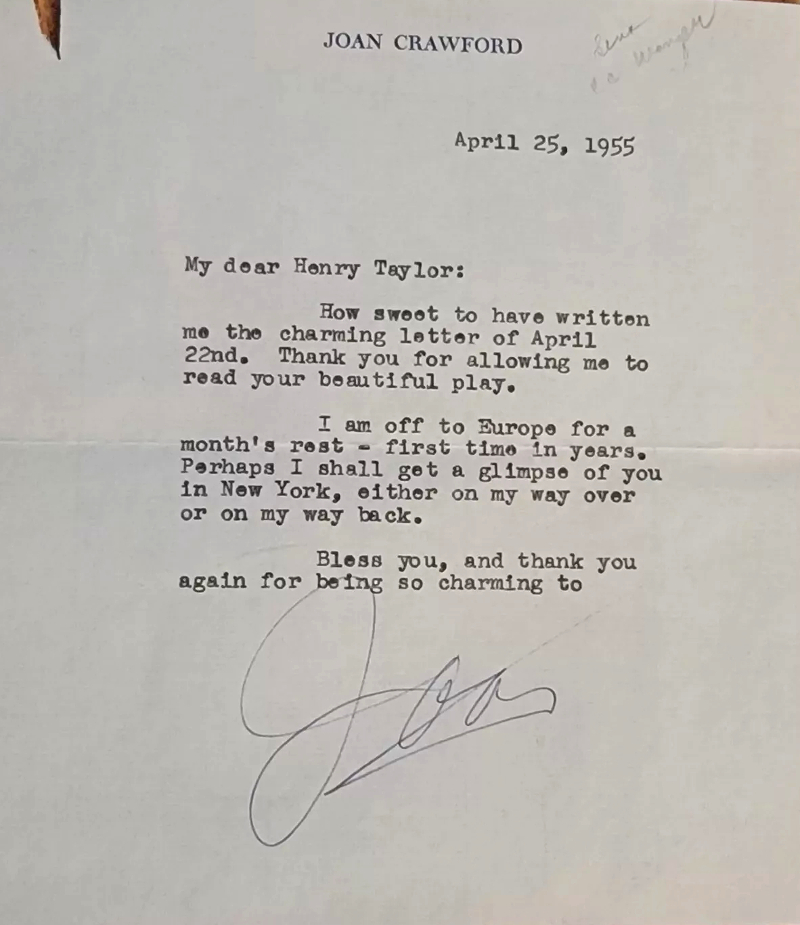 JOAN CRAWFORD
April 25, 1955
My dear Henry Taylor:
How sweet to have written
me the charming letter of April
22nd. Thank you for allowing me to
read your beautiful play.
I am off to Europe for a
month's rest - first time in years.
Perhaps I shall get a glimpse of you
in New York, either on my way over
or on my way back.
Bless you, and thank you
again for being so charming to
Joan